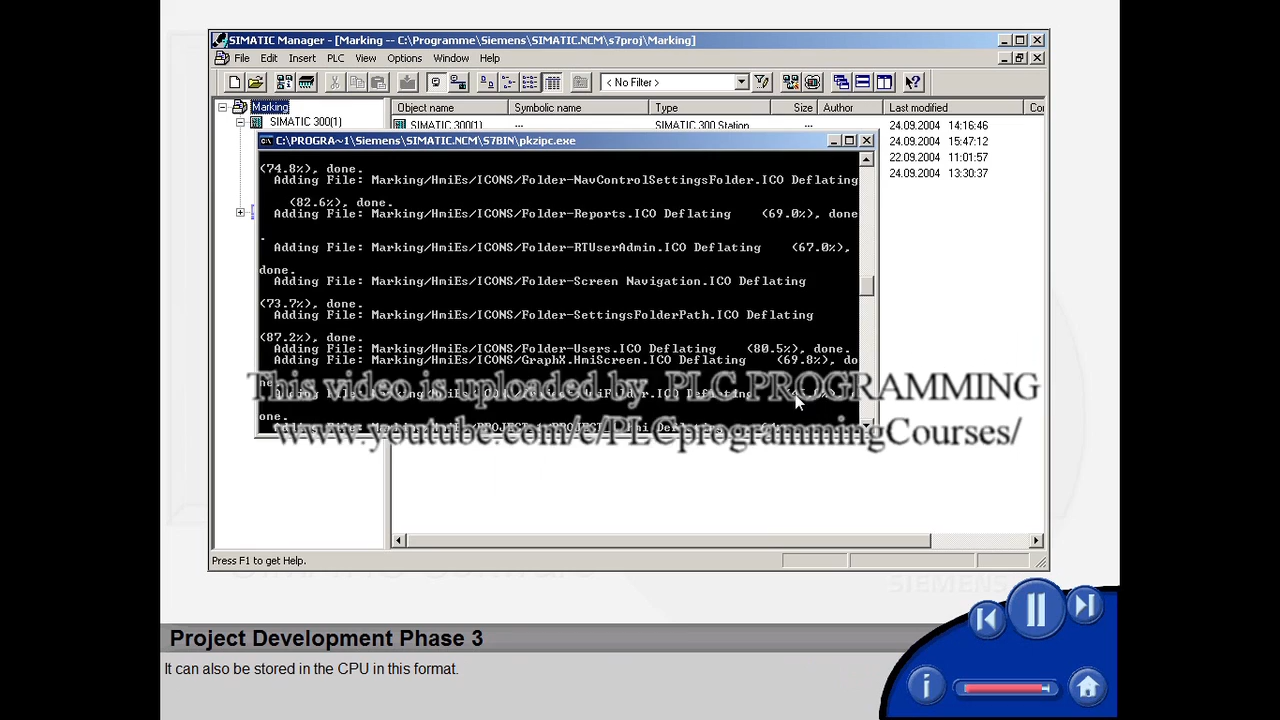 SIMATIC Manager - [Marking -- C:\Programme\Siemens\SIMATIC.NCM\s7proj\Marking]
File Edit Insert PLC View Options Window Help
< No Filter >
Marking
SIMATIC 300(1)
Object name Symbolic name Type Size Author Last modified Co
SIMATIC 300(1) ... SIMATIC 300 Station ... 24.09.2004 14:16:46
24.09.2004 15:47:12
22.09.2004 11:01:57
24.09.2004 13:30:37
C:\PROGRA~1\Siemens\SIMATIC.NCM\S7BIN\pkzipc.exe
(74.8%), done.
Adding File: Marking/HmiEs/ICONS/Folder-NavControlSettingsFolder.ICO Deflating
(82.6%), done.
Adding File: Marking/HmiEs/ICONS/Folder-Reports.ICO Deflating (69.0%), done
.
Adding File: Marking/HmiEs/ICONS/Folder-RTUserAdmin.ICO Deflating (67.0%),
done.
Adding File: Marking/HmiEs/ICONS/Folder-Screen Navigation.ICO Deflating
(73.7%), done.
Adding File: Marking/HmiEs/ICONS/Folder-SettingsFolderPath.ICO Deflating
(87.2%), done.
Adding File: Marking/HmiEs/ICONS/Folder-Users.ICO Deflating (80.5%), done.
Adding File: Marking/HmiEs/ICONS/GraphX.HmiScreen.ICO Deflating (69.8%), do
ne.
This video is uploaded by PLC PROGRAMMING
one.
www.youtube.com/c/PLCprogrammingCourses/
Press F1 to get Help.
SIEMENS
Project Development Phase 3
It can also be stored in the CPU in this format.